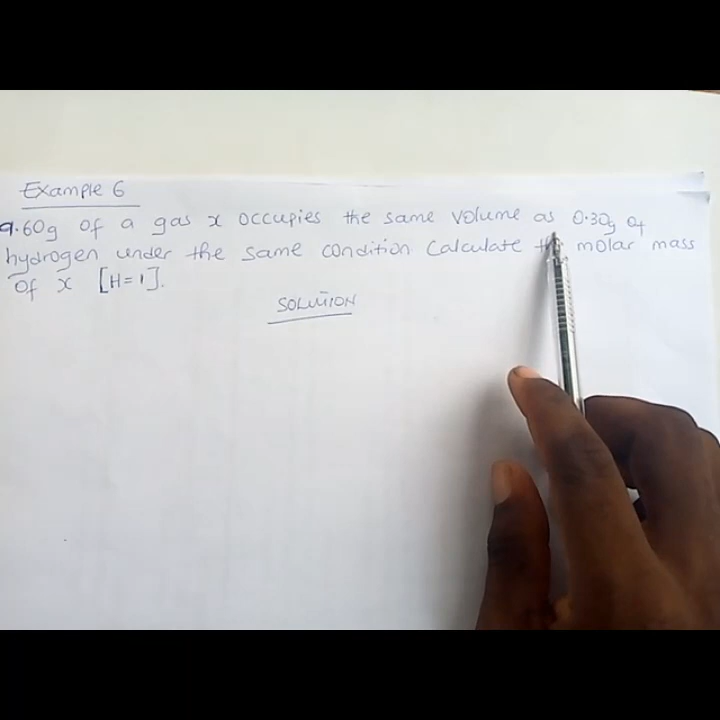 Example 6
9.60g of a gas x occupies the same volume as 0.30g of
hydrogen under the same condition Calculate molar mass
of x [H=1].
SOLUTION